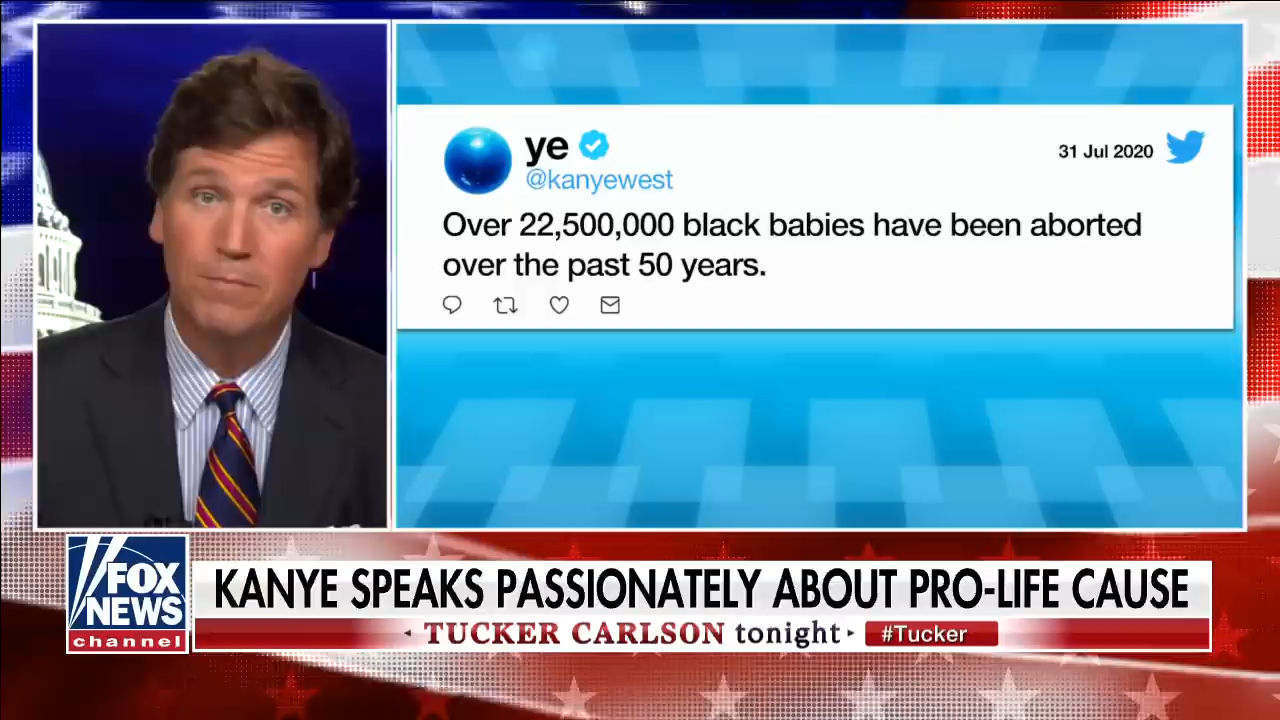 ye
@kanyewest
31 Jul 2020
Over 22,500,000 black babies have been aborted
over the past 50 years.
FOX
NEWS
channel
KANYE SPEAKS PASSIONATELY ABOUT PRO-LIFE CAUSE
TUCKER CARLSON tonight
#Tucker